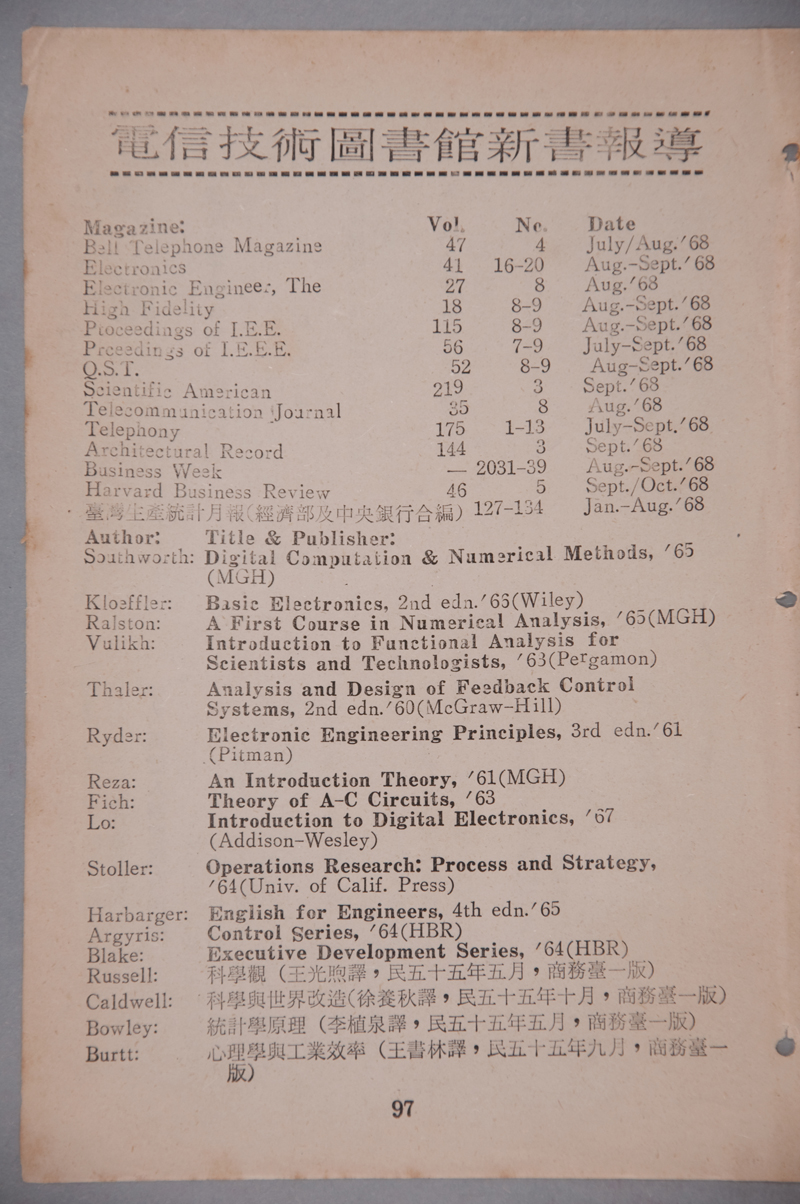 電信技術圖書館新書報導
Magazine: Vol. No. Date
Bell Telephone Magazine 47 4 July/Aug.'68
Electronics 41 16-20 Aug.-Sept.'68
Electronic Engineer, The 27 8 Aug.'68
High Fidelity 18 8-9 Aug.-Sept.'68
Proceedings of I.E.E. 115 8-9 Aug.-Sept.'68
Prceedings of I.E.E.E. 56 7-9 July-Sept.'68
Q.S.T. 52 8-9 Aug-Sept.'68
Scientific American 219 3 Sept.'68
Telecommunication Journal 35 8 Aug.'68
Telephony 175 1-13 July-Sept.'68
Architectural Record 144 3 Sept.'68
Business Week — 2031-39 Aug.-Sept.'68
Harvard Business Review 46 5 Sept./Oct.'68
臺灣生產統計月報(經濟部及中央銀行合編) 127-134 Jan.-Aug.'68
Author: Title & Publisher:
Southworth: Digital Computation & Numerical Methods, '65
(MGH)
Kloeffler: Basic Electronics, 2nd edn.'63(Wiley)
Ralston: A First Course in Numerical Analysis, '65(MGH)
Vulikh: Introduction to Functional Analysis for
Scientists and Technologists, '63(Pergamon)
Thaler: Analysis and Design of Feedback Control
Systems, 2nd edn.'60(McGraw-Hill)
Ryder: Electronic Engineering Principles, 3rd edn.'61
(Pitman)
Reza: An Introduction Theory, '61(MGH)
Fich: Theory of A-C Circuits, '63
Lo: Introduction to Digital Electronics, '67
(Addison-Wesley)
Stoller: Operations Research: Process and Strategy,
'64(Univ. of Calif. Press)
Harbarger: English for Engineers, 4th edn.'65
Argyris: Control Series, '64(HBR)
Blake: Executive Development Series, '64(HBR)
Russell: 科學觀（王光煦譯，民五十五年五月，商務臺一版）
Caldwell: 科學與世界改造(徐養秋譯，民五十五年十月，商務臺一版）
Bowley: 統計學原理（李植泉譯，民五十五年五月，商務臺一版）
Burtt: 心理學與工業效率（王書林譯，民五十五年九月，商務臺一
版）
97